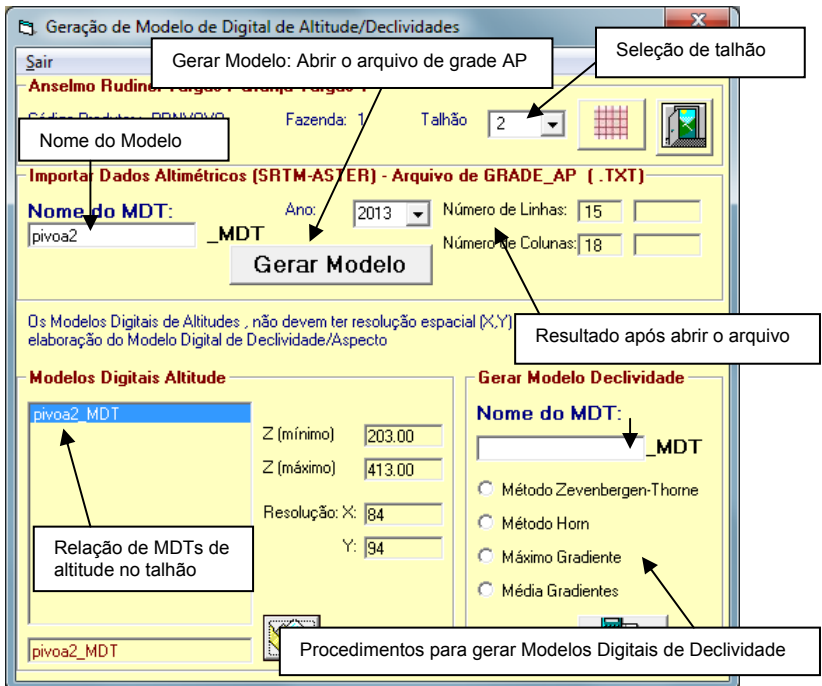 Geração de Modelo de Digital de Altitude/Declividades
Sair
Gerar Modelo: Abrir o arquivo de grade AP
Seleção de talhão
Anselmo Rudine
Fazenda: 1
Talhão
2
Nome do Modelo
Importar Dados Altimétricos (SRTM-ASTER) - Arquivo de GRADE_AP (.TXT)
Nome do MDT:
Ano:
2013
Número de Linhas: 15
pivoa2
_MDT
Número de Colunas: 18
Gerar Modelo
Os Modelos Digitais de Altitudes , não devem ter resolução espacial (X,Y)
elaboração do Modelo Digital de Declividade/Aspecto
Resultado após abrir o arquivo
Modelos Digitais Altitude
pivoa2_MDT
Z (mínimo) 203.00
Z (máximo) 413.00
Resolução: X: 84
Y: 94
Relação de MDTs de
altitude no talhão
pivoa2_MDT
Gerar Modelo Declividade
Nome do MDT:
_MDT
Método Zevenbergen-Thorne
Método Horn
Máximo Gradiente
Média Gradientes
Procedimentos para gerar Modelos Digitais de Declividade